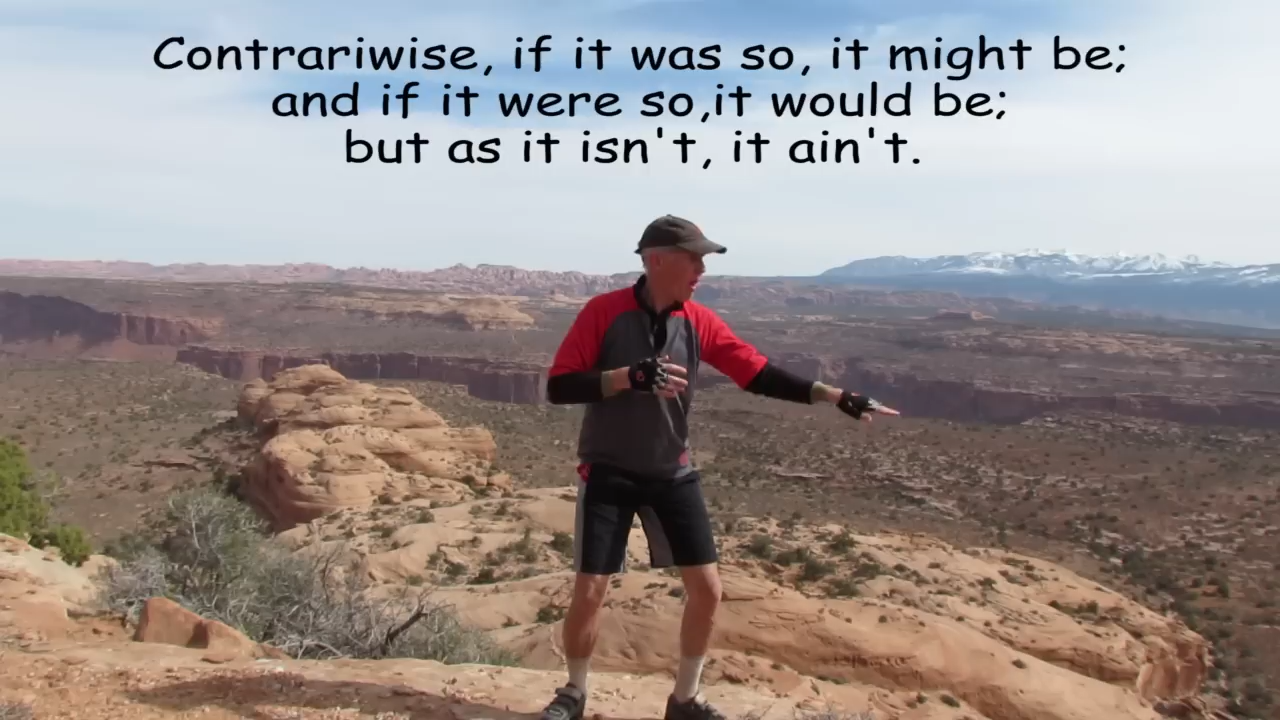 Contrariwise, if it was so, it might be;
and if it were so,it would be;
but as it isn't, it ain't.